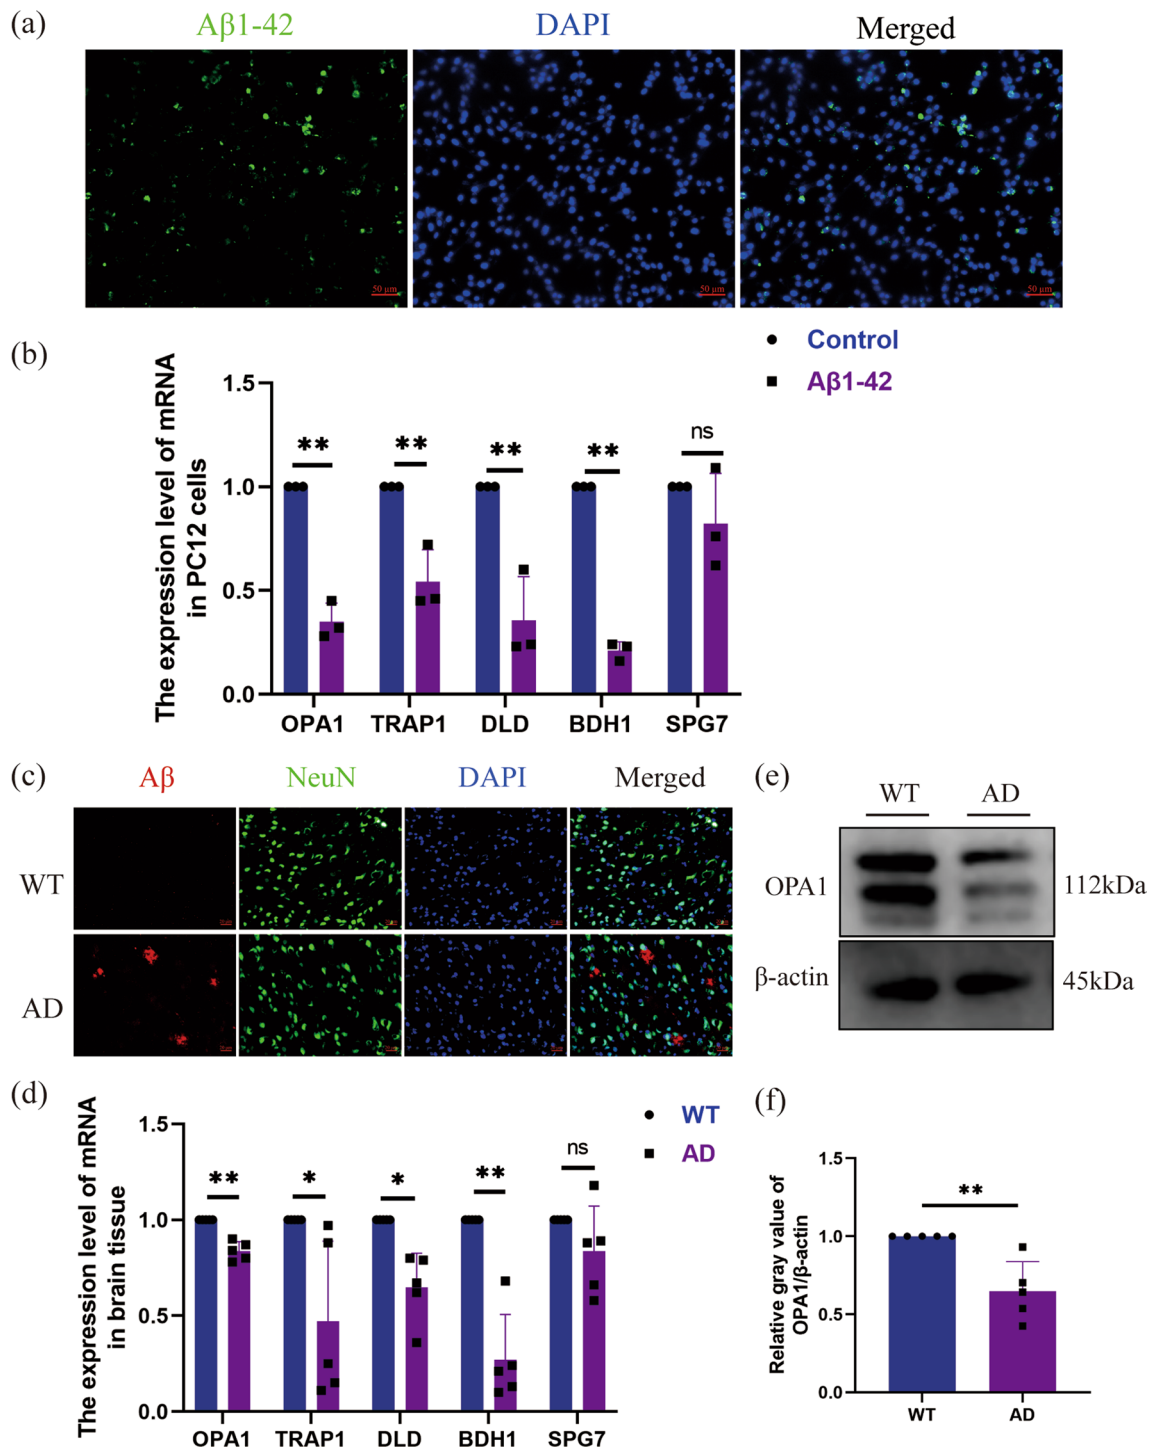 (a)
Aβ1-42 DAPI Merged
50 μm 50 μm 50 μm
(b)
Control
Aβ1-42
The expression level of mRNA
in PC12 cells
1.5
1.0
0.5
0.0
** ** ** ** ns
OPA1 TRAP1 DLD BDH1 SPG7
(c)
Aβ NeuN DAPI Merged
WT
AD
(e)
WT AD
OPA1 112kDa
β-actin 45kDa
(d)
WT
AD
The expression level of mRNA
in brain tissue
1.5
1.0
0.5
0.0
** * * ** ns
OPA1 TRAP1 DLD BDH1 SPG7
(f)
Relative gray value of
OPA1/β-actin
1.5
1.0
0.5
0.0
**
WT AD